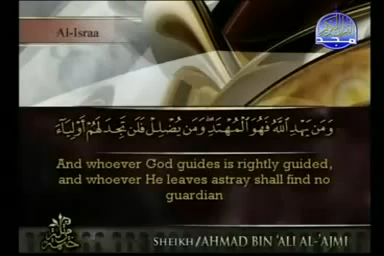 Al-Israa
مجد
وَمَن يَهْدِ ٱللَّهُ فَهُوَ ٱلْمُهْتَدِ ۖ وَمَن يُضْلِلْ فَلَن تَجِدَ لَهُمْ أَوْلِيَآءَ
And whoever God guides is rightly guided,
and whoever He leaves astray shall find no
guardian
SHEIKH/AHMAD BIN 'ALI AL-'AJMI